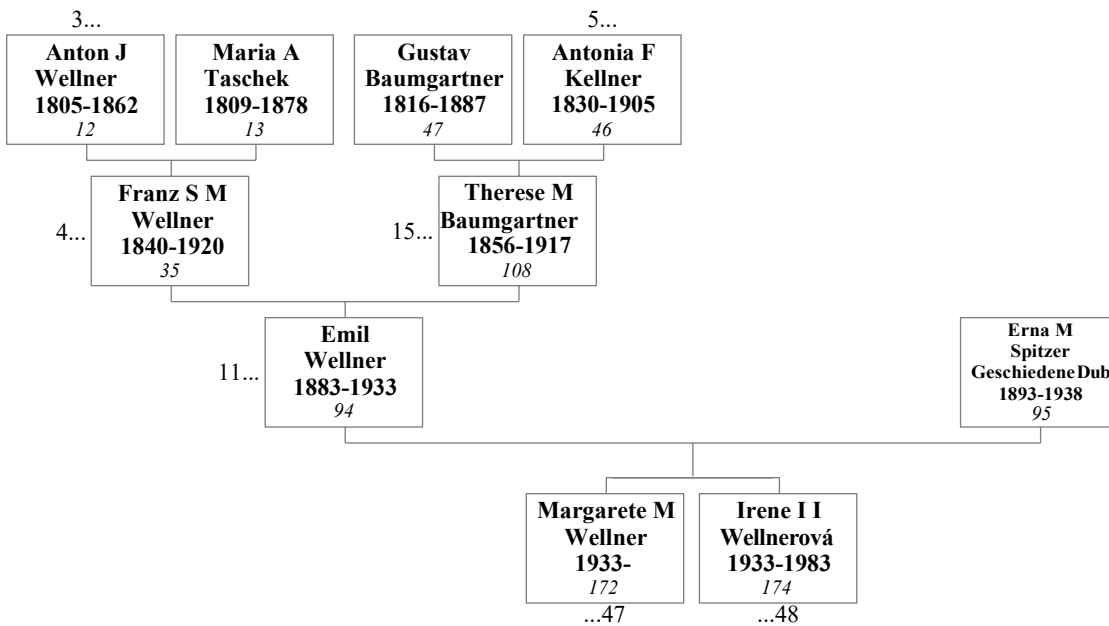 3...
5...
Anton J
Wellner
1805-1862
12
Maria A
Taschek
1809-1878
13
Gustav
Baumgartner
1816-1887
47
Antonia F
Kellner
1830-1905
46
4...
Franz S M
Wellner
1840-1920
35
15...
Therese M
Baumgartner
1856-1917
108
11...
Emil
Wellner
1883-1933
94
Erna M
Spitzer
Geschiedene Dub
1893-1938
95
Margarete M
Wellner
1933-
172
...47
Irene I I
Wellnerová
1933-1983
174
...48